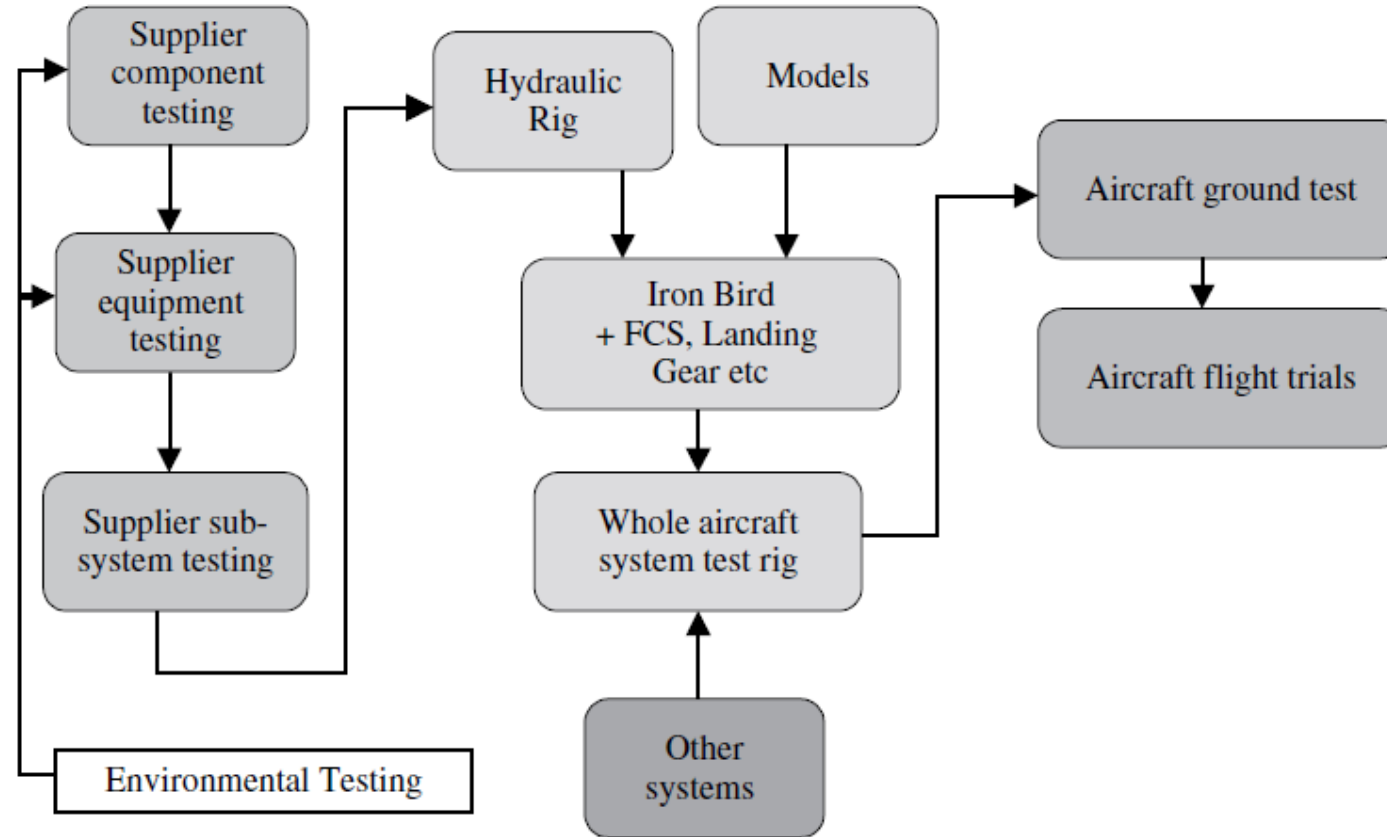 Supplier
component
testing
Supplier
equipment
testing
Supplier sub-
system testing
Environmental Testing
Hydraulic
Rig
Models
Iron Bird
+ FCS, Landing
Gear etc
Whole aircraft
system test rig
Other
systems
Aircraft ground test
Aircraft flight trials